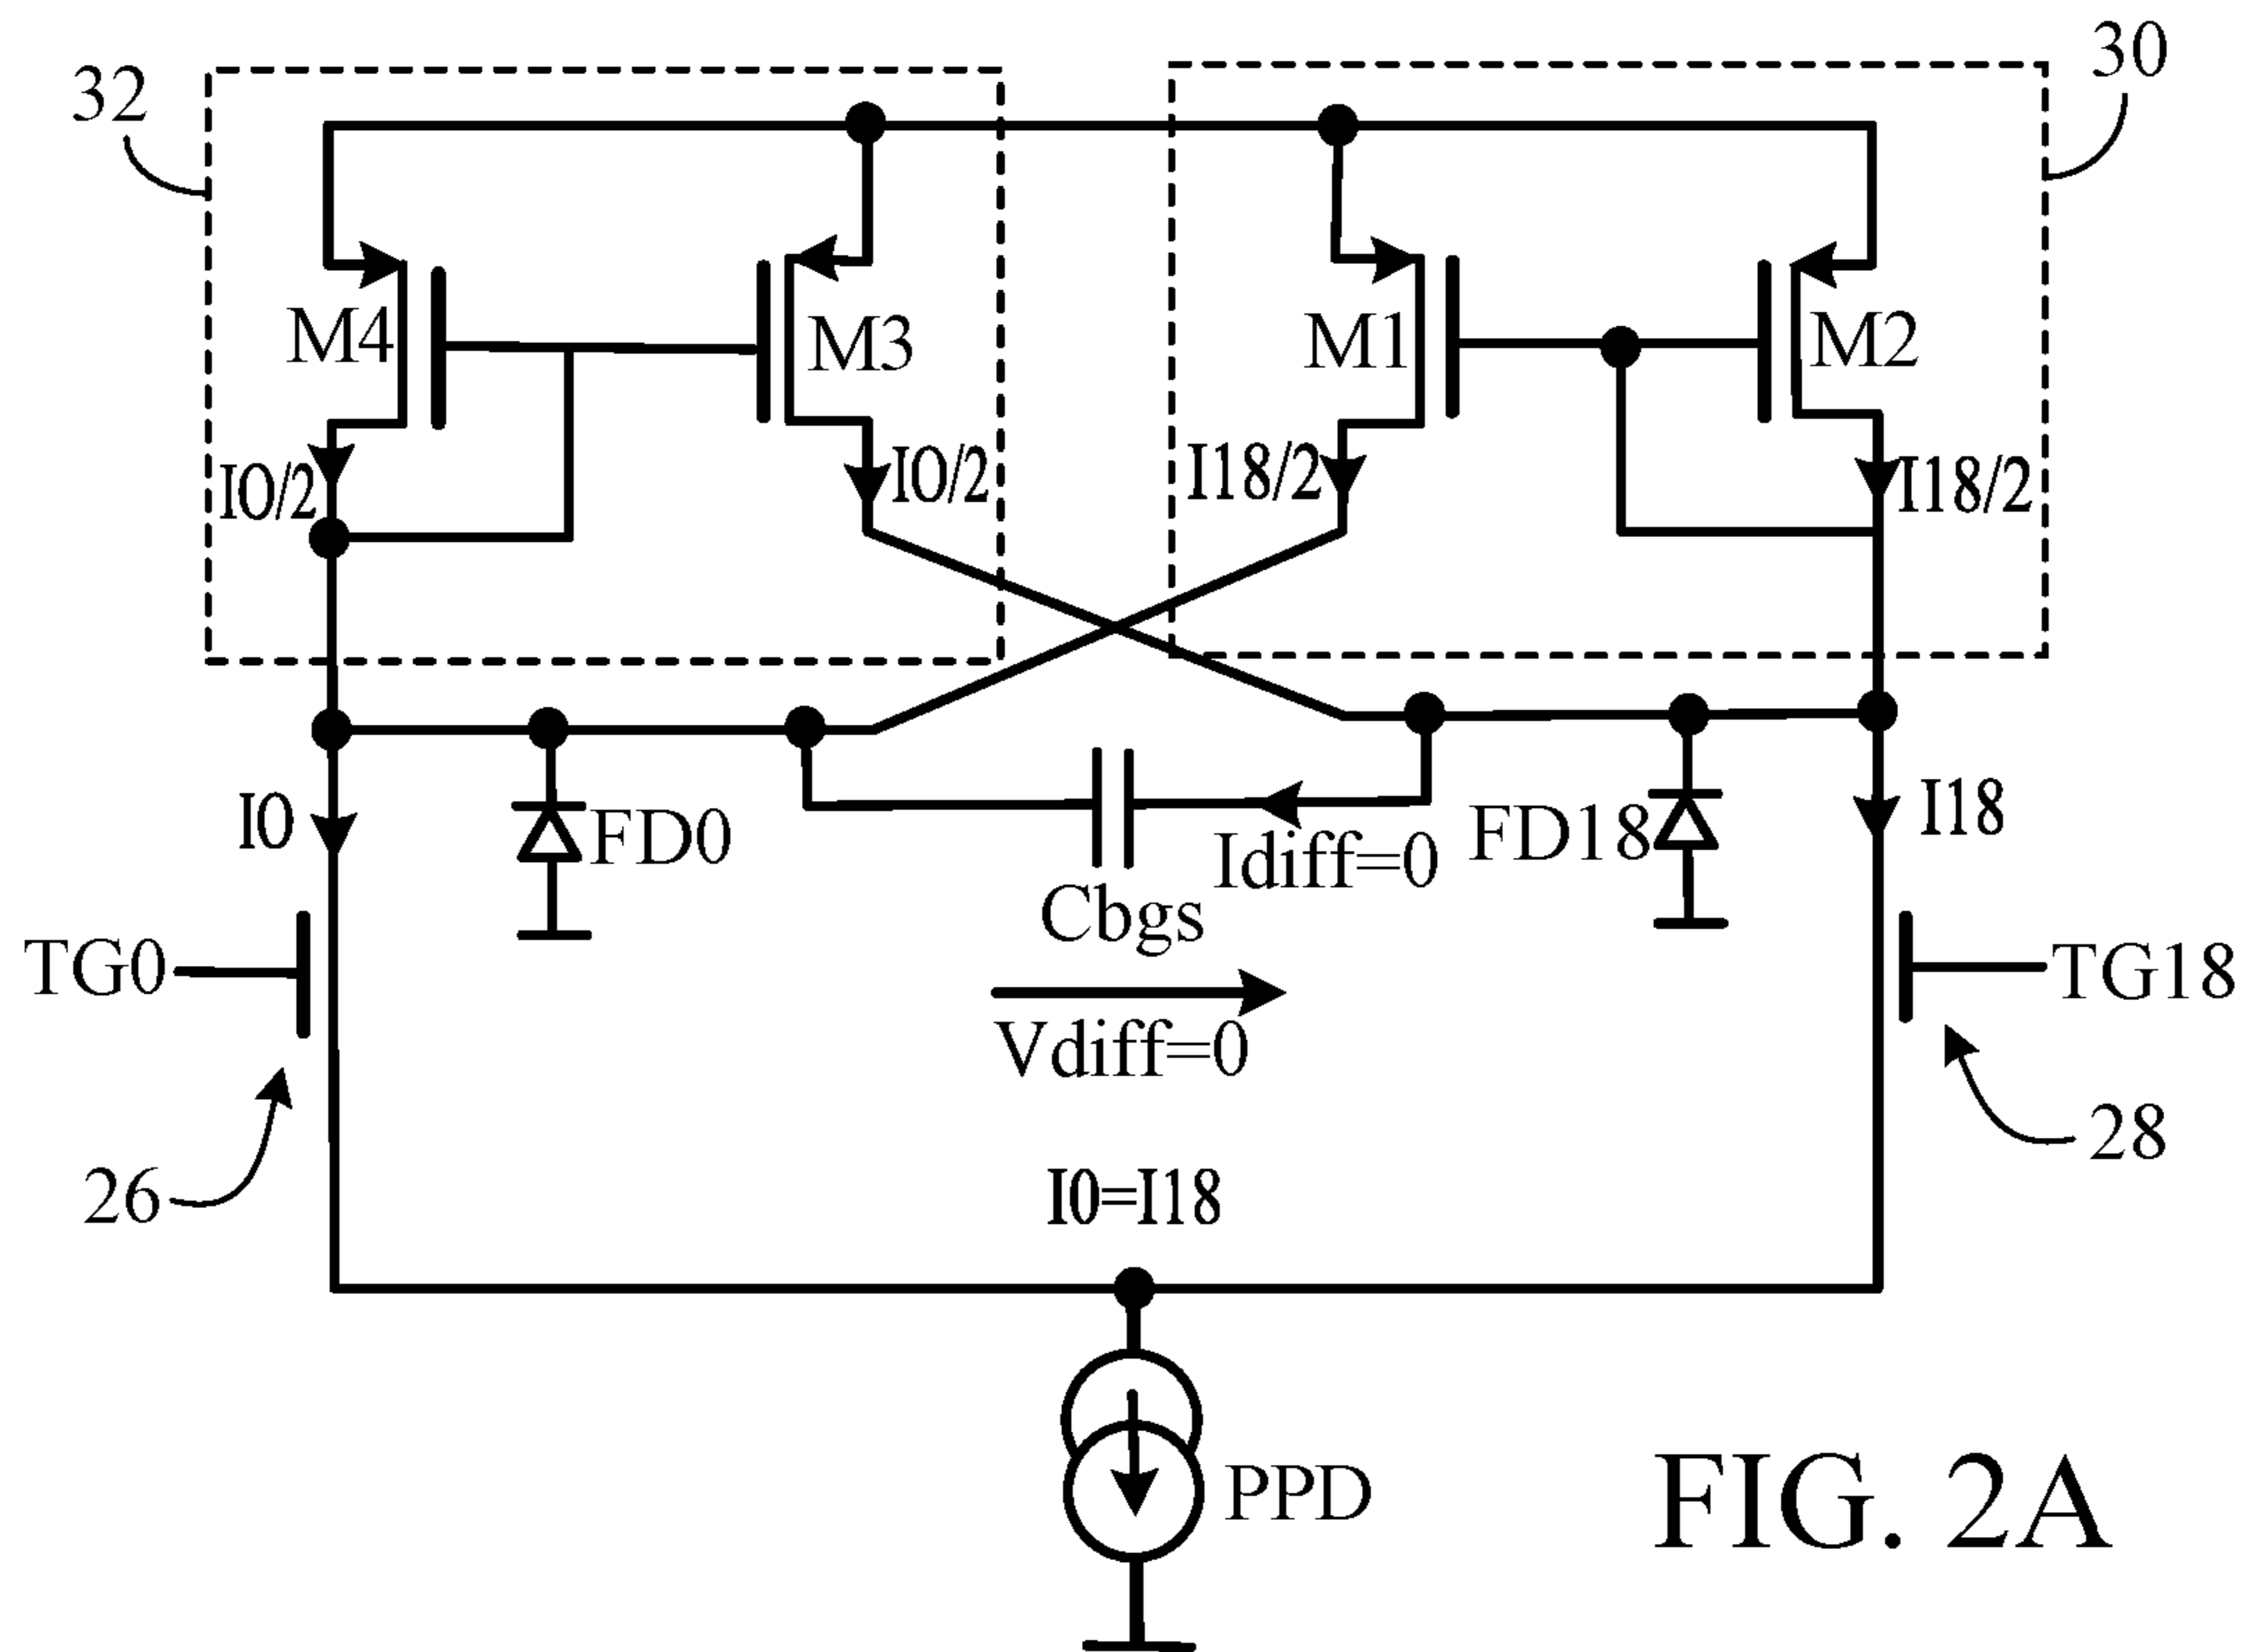 32
30
M4
M3
M1
M2
I0/2
I0/2
I18/2
I18/2
I0
FD0
Idiff=0
FD18
I18
Cbgs
TG0
TG18
Vdiff=0
26
28
I0=I18
PPD
FIG. 2A